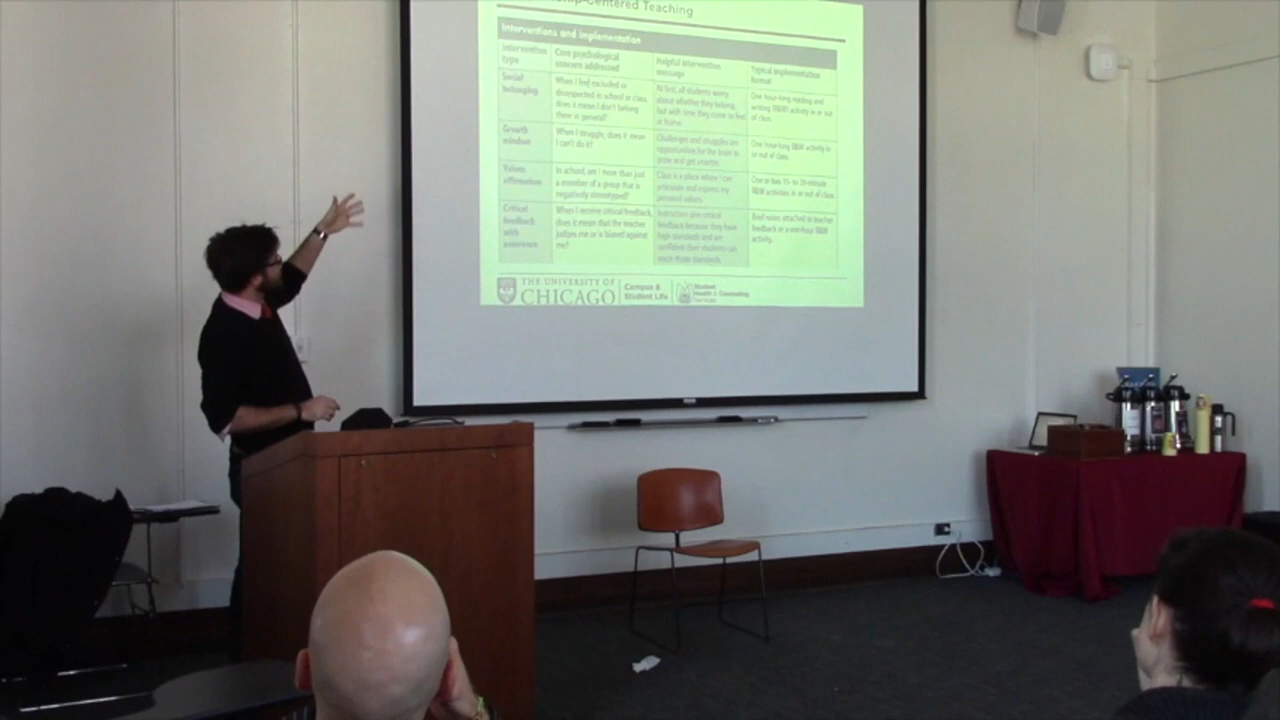 ship-Centered Teaching
Interventions and Implementation
Intervention type
Core psychological concern addressed
Helpful intervention message
Typical implementation format
Social belonging
When I feel excluded or
disrespected in school or class,
does it mean I don't belong
there in general?
At first, all students worry
about whether they belong,
but with time they come to feel
at home.
One hour-long reading and
writing (R&W) activity in or out
of class.
Growth mindset
When I struggle, does it mean
I can't do it?
Challenges and struggles are
opportunities for the brain to
grow and get smarter.
One hour-long R&W activity in
or out of class.
Values affirmation
In school, am I more than just
a member of a group that is
negatively stereotyped?
Class is a place where I can
articulate and express my
personal values.
One or two 15- to 20-minute
R&W activities in or out of class.
Critical feedback with assurance
When I receive critical feedback,
does it mean that the teacher
judges me or is biased against
me?
Instructors give critical
feedback because they have
high standards and are
confident their students can
reach those standards.
Brief notes attached to teacher
feedback or a one-hour R&W
activity.
THE UNIVERSITY OF
CHICAGO
Campus &
Student Life
Student
Health & Counseling
Services